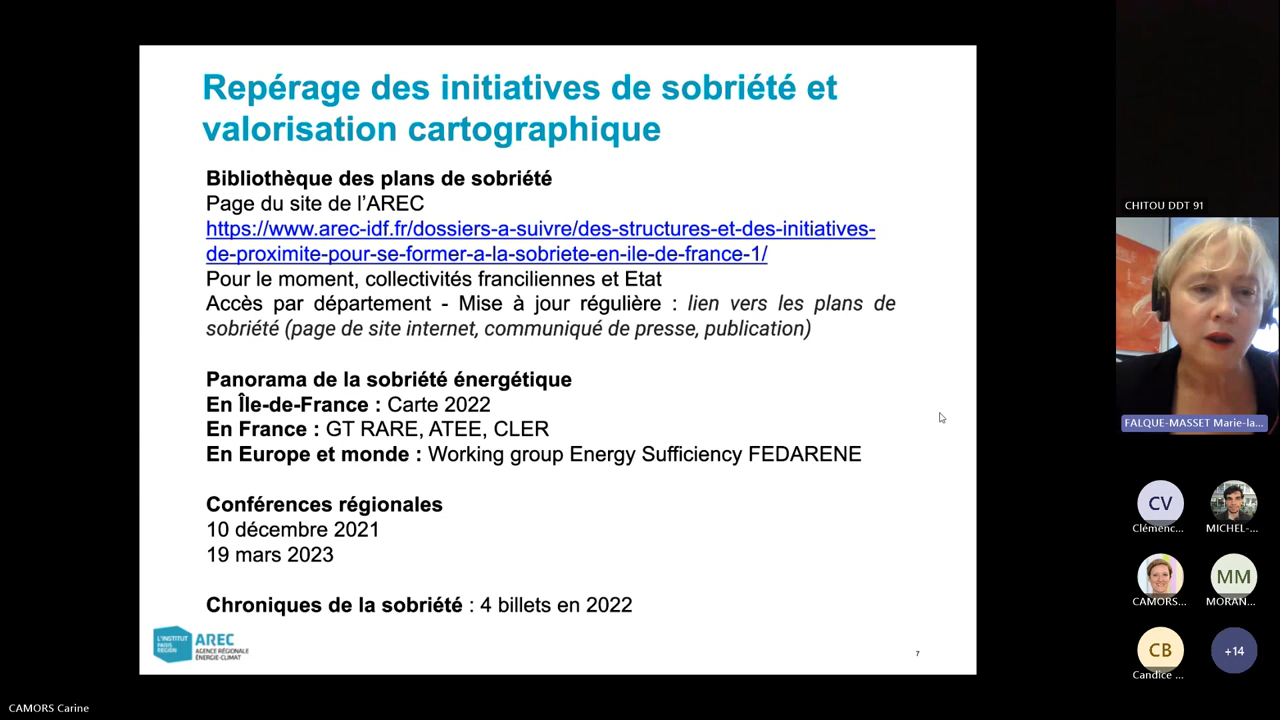 Repérage des initiatives de sobriété et
valorisation cartographique
Bibliothèque des plans de sobriété
Page du site de l'AREC
https://www.arec-idf.fr/dossiers-a-suivre/des-structures-et-des-initiatives-
de-proximite-pour-se-former-a-la-sobriete-en-ile-de-france-1/
Pour le moment, collectivités franciliennes et Etat
Accès par département - Mise à jour régulière : lien vers les plans de
sobriété (page de site internet, communiqué de presse, publication)
Panorama de la sobriété énergétique
En Île-de-France : Carte 2022
En France : GT RARE, ATEE, CLER
En Europe et monde : Working group Energy Sufficiency FEDARENE
Conférences régionales
10 décembre 2021
19 mars 2023
Chroniques de la sobriété : 4 billets en 2022
L'INSTITUT
PARIS
REGION
AREC
AGENCE RÉGIONALE
ÉNERGIE-CLIMAT
7
CHITOU DDT 91
FALQUE-MASSET Marie-la...
CV
Clémenc...
MICHEL-...
CAMORS...
MM
MORAN...
CB
Candice ...
+14
CAMORS Carine